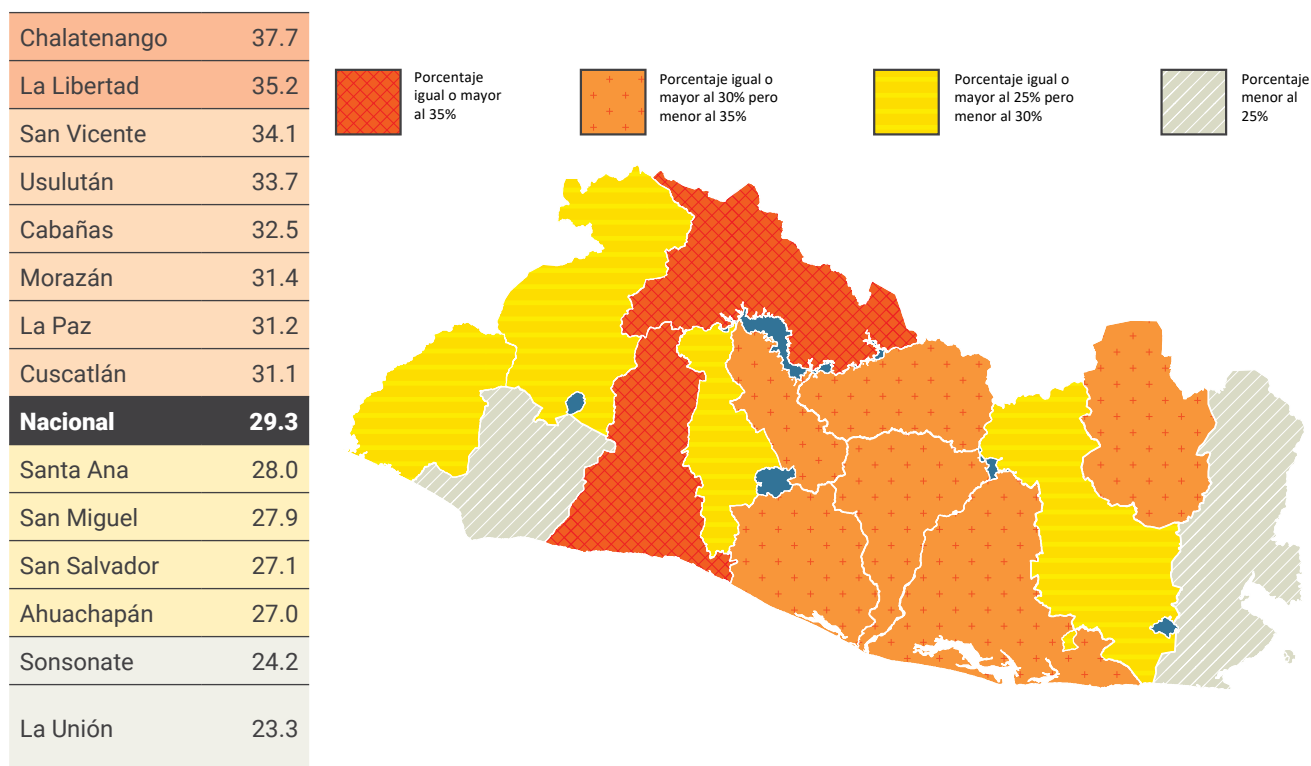 Chalatenango 37.7
La Libertad 35.2
San Vicente 34.1
Usulután 33.7
Cabañas 32.5
Morazán 31.4
La Paz 31.2
Cuscatlán 31.1
Nacional 29.3
Santa Ana 28.0
San Miguel 27.9
San Salvador 27.1
Ahuachapán 27.0
Sonsonate 24.2
La Unión 23.3
Porcentaje
igual o mayor
al 35%
Porcentaje igual o
mayor al 30% pero
menor al 35%
Porcentaje igual o
mayor al 25% pero
menor al 30%
Porcentaje
menor al
25%